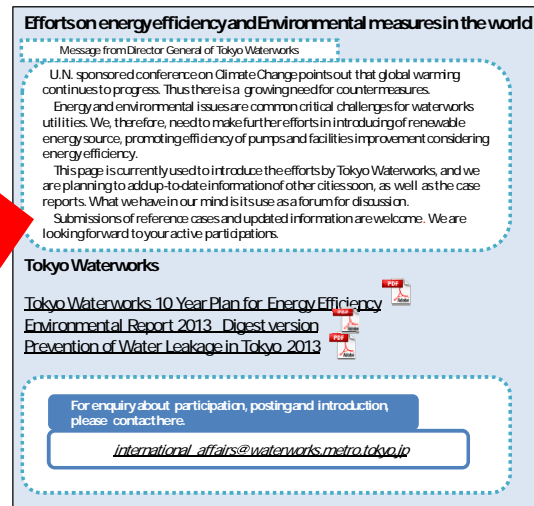 Efforts on energy efficiency and Environmental measures in the world
Message from Director General of Tokyo Waterworks
U.N. sponsored conference on Climate Change points out that global warming
continues to progress. Thus there is a growing need for countermeasures.
Energy and environmental issues are common critical challenges for waterworks
utilities. We, therefore, need to make further efforts in introducing of renewable
energy source, promoting efficiency of pumps and facilities improvement considering
energy efficiency.
This page is currently used to introduce the efforts by Tokyo Waterworks, and we
are planning to add up-to-date information of other cities soon, as well as the case
reports. What we have in our mind is its use as a forum for discussion.
Submissions of reference cases and updated information are welcome. We are
looking forward to your active participations.
Tokyo Waterworks
Tokyo Waterworks 10 Year Plan for Energy Efficiency PDF Adobe
Environmental Report 2013 Digest version PDF Adobe
Prevention of Water Leakage in Tokyo 2013 PDF Adobe
For enquiry about participation, posting and introduction,
please contact here.
international_affairs@waterworks.metro.tokyo.jp